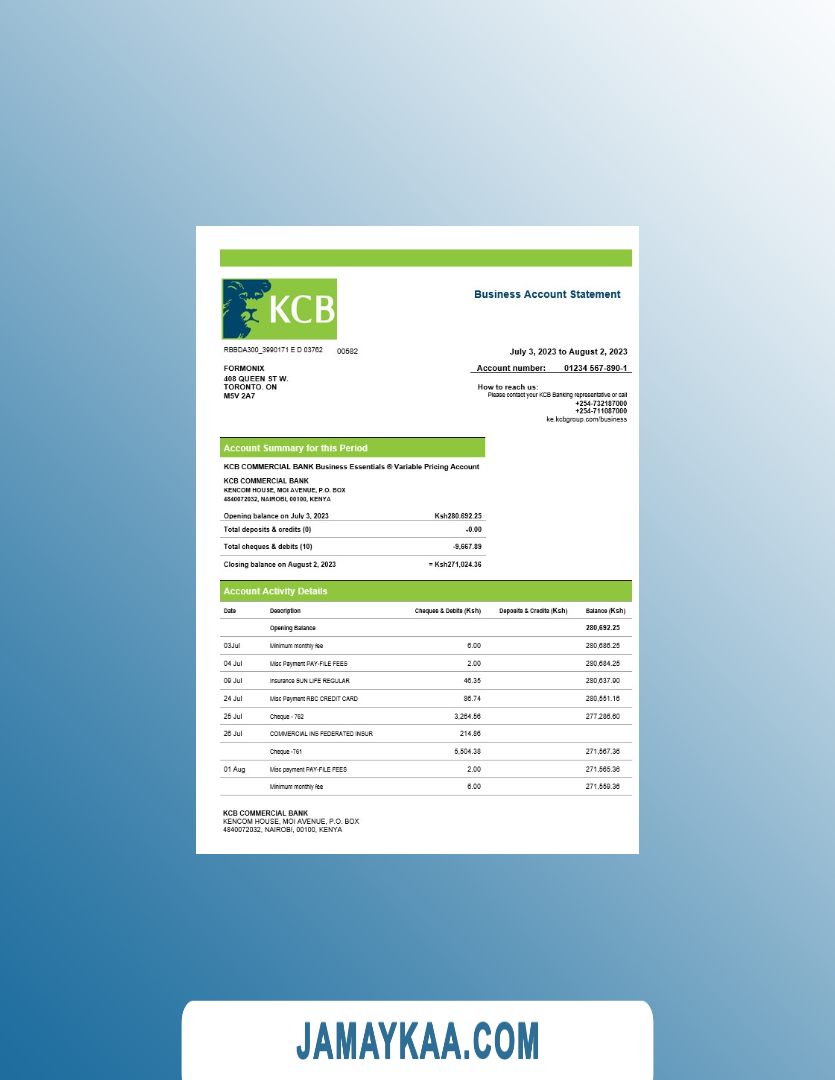 KCB
Business Account Statement
RBBDA300_3990171 E D 03762 00582
July 3, 2023 to August 2, 2023
FORMONIX
408 QUEEN ST W.
TORONTO. ON
M5V 2A7
Account number: 01234 567-890-1
How to reach us:
Please contact your KCB Banking representive or call
+254-732187000
+254-711087000
ke.kcbgroup.com/business
Account Summary for this Period
KCB COMMERCIAL BANK Business Essentials ® Variable Pricing Account
KCB COMMERCIAL BANK
KENCOM HOUSE, MOI AVENUE, P.O. BOX
4840072032, NAIROBI, 00100, KENYA
Opening balance on July 3, 2023 Ksh280,692.25
Total deposits & credits (0) -0.00
Total cheques & debits (10) -9,667.89
Closing balance on August 2, 2023 = Ksh271,024.36
Account Activity Details
Date Description Cheques & Debits (Ksh) Deposits & Credits (Ksh) Balance (Ksh)
Opening Balance 280,692.25
03Jul Minimum monthly fee 6.00 280,686.25
04 Jul Misc Payment PAY-FILE FEES 2.00 280,684.25
09 Jul Insurance SUN LIFE REGULAR 46.35 280,637.90
24 Jul Misc Payment RBC CREDIT CARD 86.74 280,551.16
25 Jul Cheque - 762 3,264.56 277,286.60
26 Jul COMMERCIAL INS FEDERATED INSUR 214.86
Cheque -761 5,504.38 271,567.36
01 Aug Misc payment PAY-FILE FEES 2.00 271,565.36
Minimum monthly fee 6.00 271,559.36
KCB COMMERCIAL BANK
KENCOM HOUSE, MOI AVENUE, P.O. BOX
4840072032, NAIROBI, 00100, KENYA
JAMAYKAA.COM